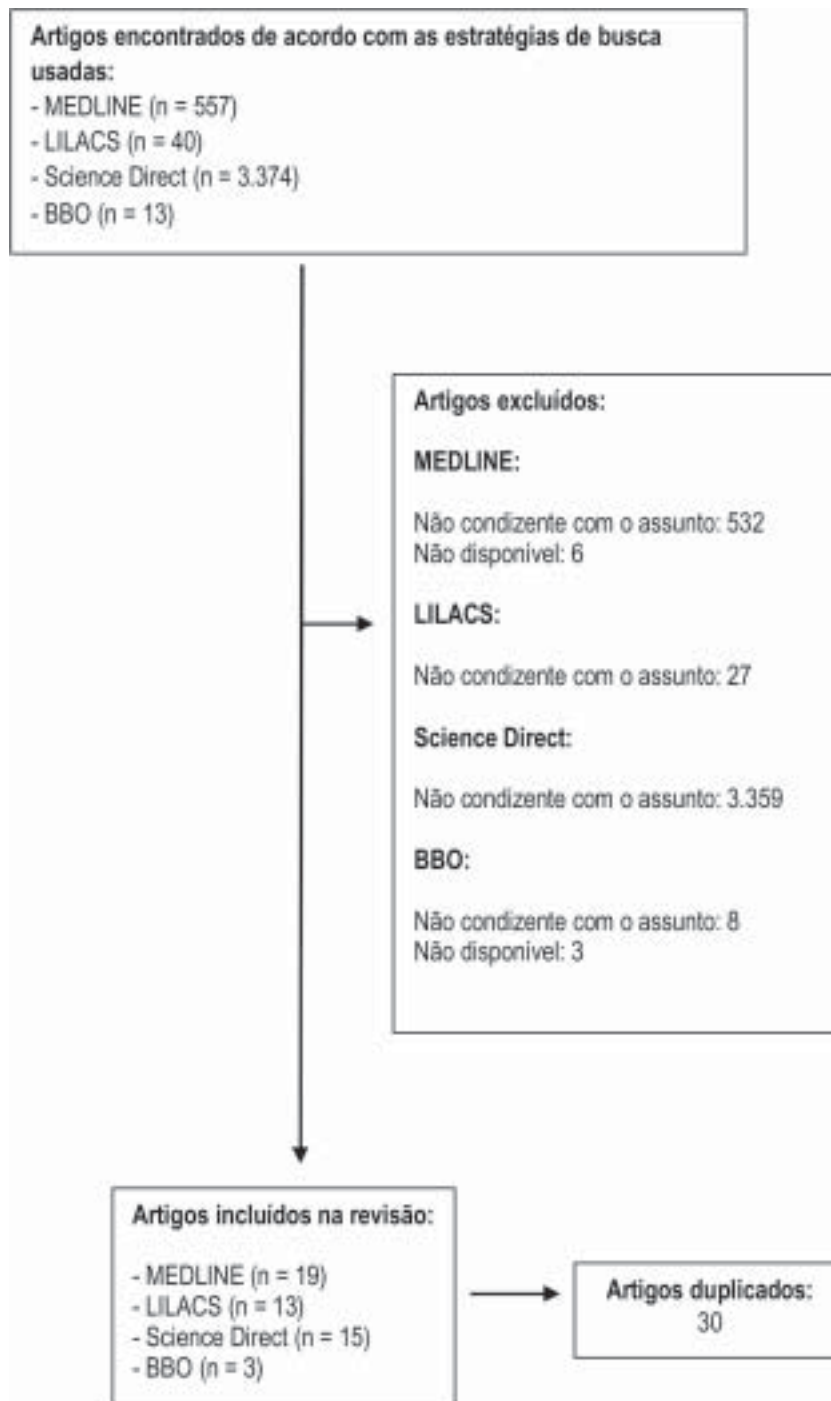 Artigos encontrados de acordo com as estratégias de busca
usadas:
- MEDLINE (n = 557)
- LILACS (n = 40)
- Science Direct (n = 3.374)
- BBO (n = 13)
Artigos excluídos:
MEDLINE:
Não condizente com o assunto: 532
Não disponível: 6
LILACS:
Não condizente com o assunto: 27
Science Direct:
Não condizente com o assunto: 3.359
BBO:
Não condizente com o assunto: 8
Não disponível: 3
Artigos incluídos na revisão:
- MEDLINE (n = 19)
- LILACS (n = 13)
- Science Direct (n = 15)
- BBO (n = 3)
Artigos duplicados:
30